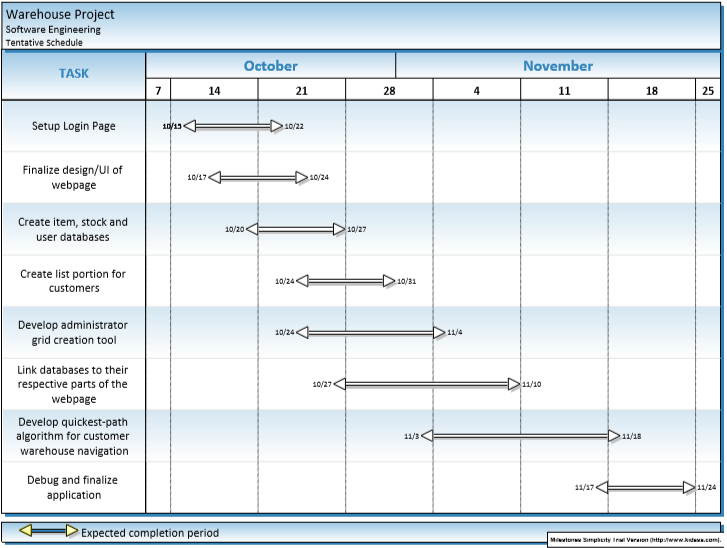 Warehouse Project
Software Engineering
Tentative Schedule
TASK
October
November
7
14
21
28
4
11
18
25
Setup Login Page
10/15
10/22
Finalize design/UI of
webpage
10/17
10/24
Create item, stock and
user databases
10/20
10/27
Create list portion for
customers
10/24
10/31
Develop administrator
grid creation tool
10/24
11/4
Link databases to their
respective parts of the
webpage
10/27
11/10
Develop quickest-path
algorithm for customer
warehouse navigation
11/3
11/18
Debug and finalize
application
11/17
11/24
Expected completion period
Milestones Simplicity Trial Version (http://www.kidasa.com).